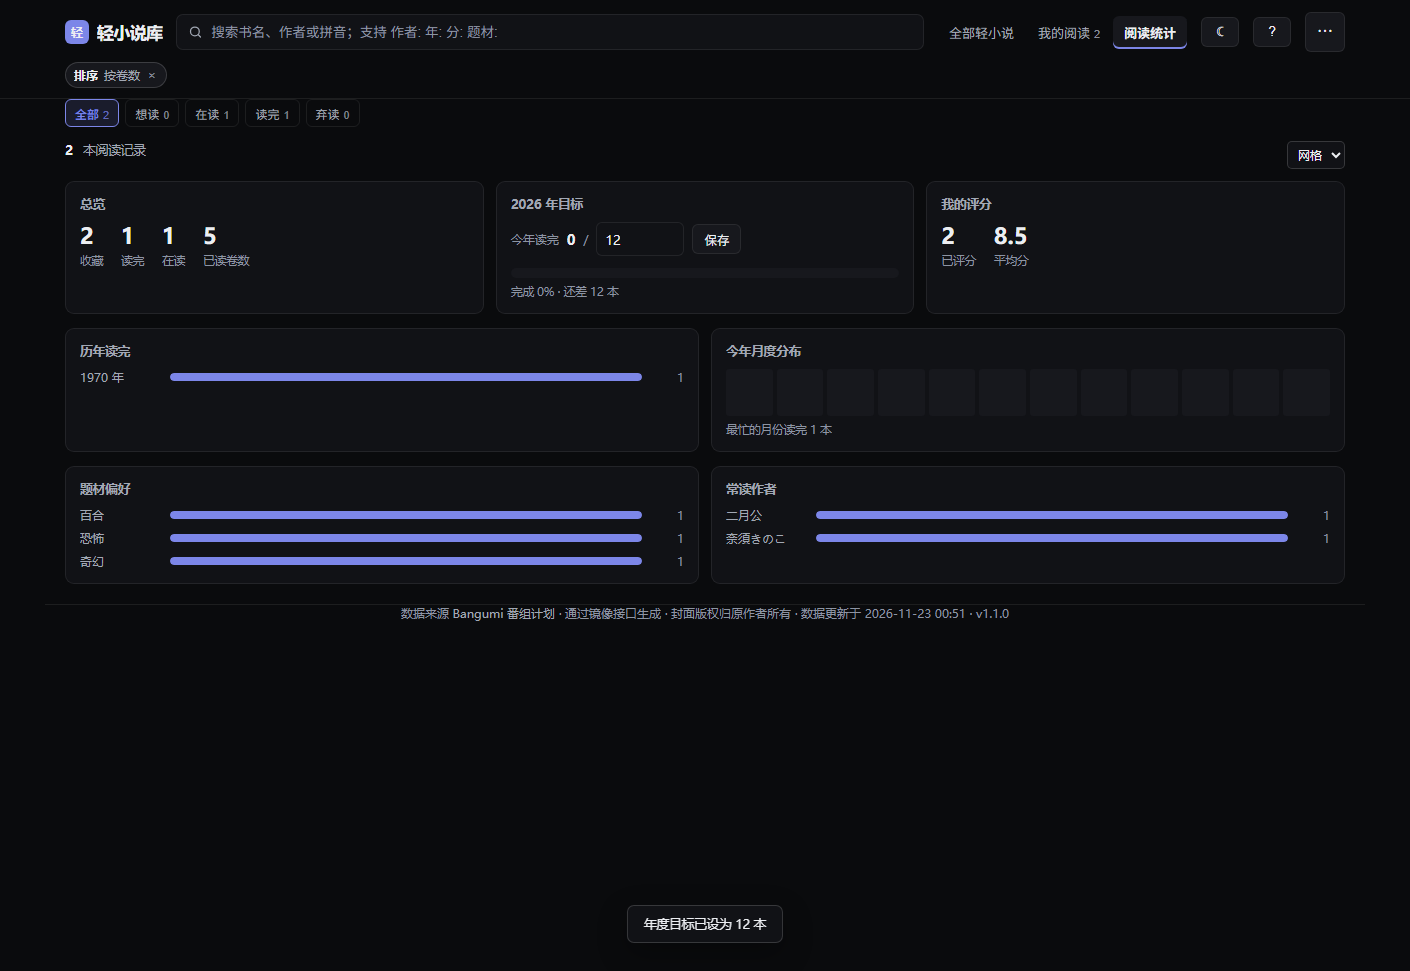 轻 轻小说库 搜索书名、作者或拼音；支持 作者: 年: 分: 题材: 全部轻小说 我的阅读 2 阅读统计 ☾ ? ···
排序 按卷数 ×
全部 2 想读 0 在读 1 读完 1 弃读 0
2 本阅读记录 网格
总览
2 1 1 5
收藏 读完 在读 已读卷数
2026 年目标
今年读完 0 / 12 保存
完成 0% · 还差 12 本
我的评分
2 8.5
已评分 平均分
历年读完
1970 年 1
今年月度分布
最忙的月份读完 1 本
题材偏好
百合 1
恐怖 1
奇幻 1
常读作者
二月公 1
奈須きのこ 1
数据来源 Bangumi 番组计划 · 通过镜像接口生成 · 封面版权归原作者所有 · 数据更新于 2026-11-23 00:51 · v1.1.0
年度目标已设为 12 本